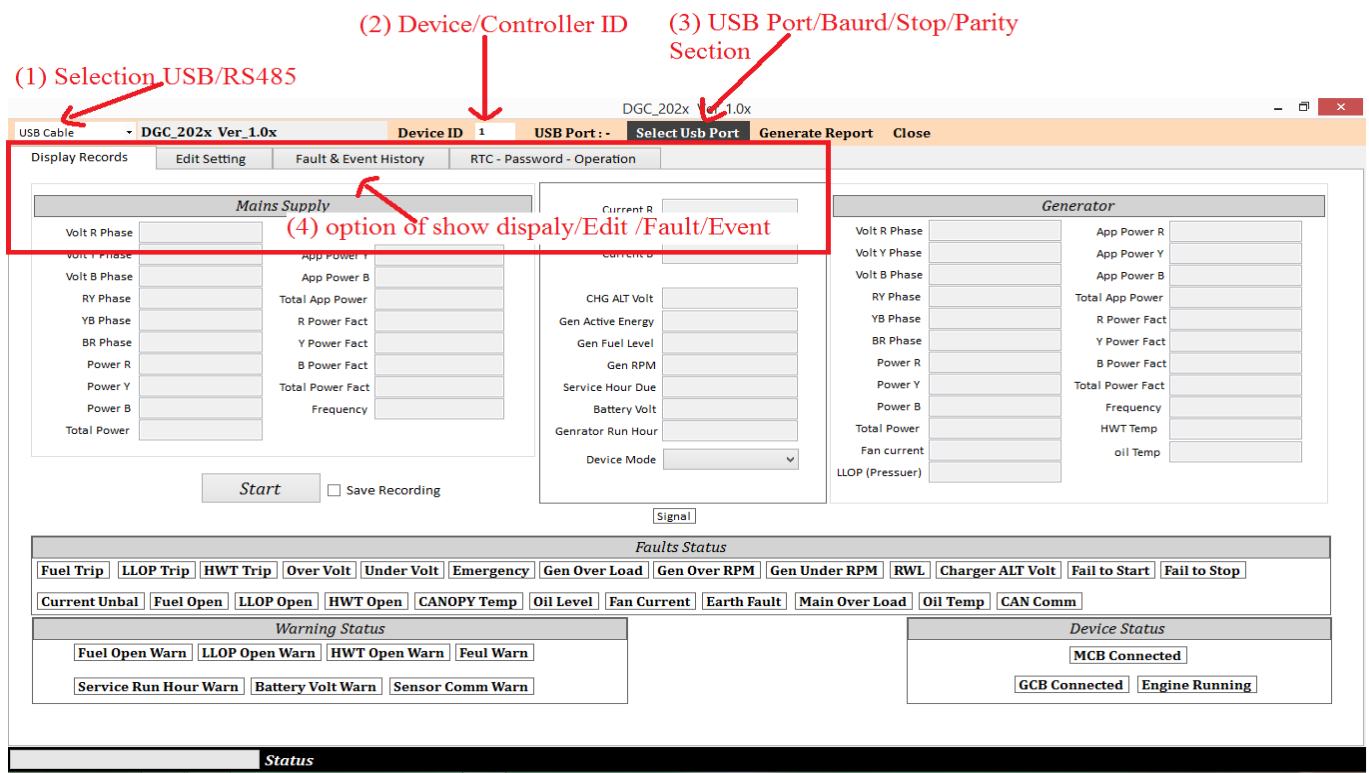 (2) Device/Controller ID
(3) USB Port/Baurd/Stop/Parity
Section
(1) Selection USB/RS485
DGC_202x Ver_1.0x
USB Cable
DGC_202x Ver_1.0x
Device ID 1
USB Port : -
Select Usb Port
Generate Report
Close
Display Records
Edit Setting
Fault & Event History
RTC - Password - Operation
Mains Supply
(4) option of show dispaly/Edit /Fault/Event
Volt R Phase
Volt Y Phase
Volt B Phase
RY Phase
YB Phase
BR Phase
Power R
Power Y
Power B
Total Power
App Power Y
App Power B
Total App Power
R Power Fact
Y Power Fact
B Power Fact
Total Power Fact
Frequency
Start
Save Recording
Current R
Current B
CHG ALT Volt
Gen Active Energy
Gen Fuel Level
Gen RPM
Service Hour Due
Battery Volt
Genrator Run Hour
Device Mode
Signal
Generator
Volt R Phase
Volt Y Phase
Volt B Phase
RY Phase
YB Phase
BR Phase
Power R
Power Y
Power B
Total Power
Fan current
LLOP (Pressuer)
App Power R
App Power Y
App Power B
Total App Power
R Power Fact
Y Power Fact
B Power Fact
Total Power Fact
Frequency
HWT Temp
oil Temp
Faults Status
Fuel Trip LLOP Trip HWT Trip Over Volt Under Volt Emergency Gen Over Load Gen Over RPM Gen Under RPM RWL Charger ALT Volt Fail to Start Fail to Stop
Current Unbal Fuel Open LLOP Open HWT Open CANOPY Temp Oil Level Fan Current Earth Fault Main Over Load Oil Temp CAN Comm
Warning Status
Fuel Open Warn LLOP Open Warn HWT Open Warn Feul Warn
Service Run Hour Warn Battery Volt Warn Sensor Comm Warn
Device Status
MCB Connected
GCB Connected Engine Running
Status